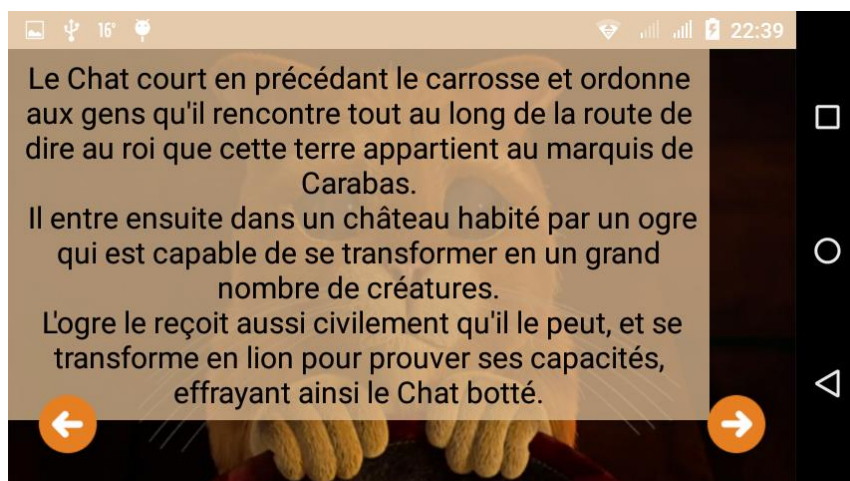 16° 22:39
Le Chat court en précédant le carrosse et ordonne
aux gens qu'il rencontre tout au long de la route de
dire au roi que cette terre appartient au marquis de
Carabas.
Il entre ensuite dans un château habité par un ogre
qui est capable de se transformer en un grand
nombre de créatures.
L'ogre le reçoit aussi civilement qu'il le peut, et se
transforme en lion pour prouver ses capacités,
effrayant ainsi le Chat botté.